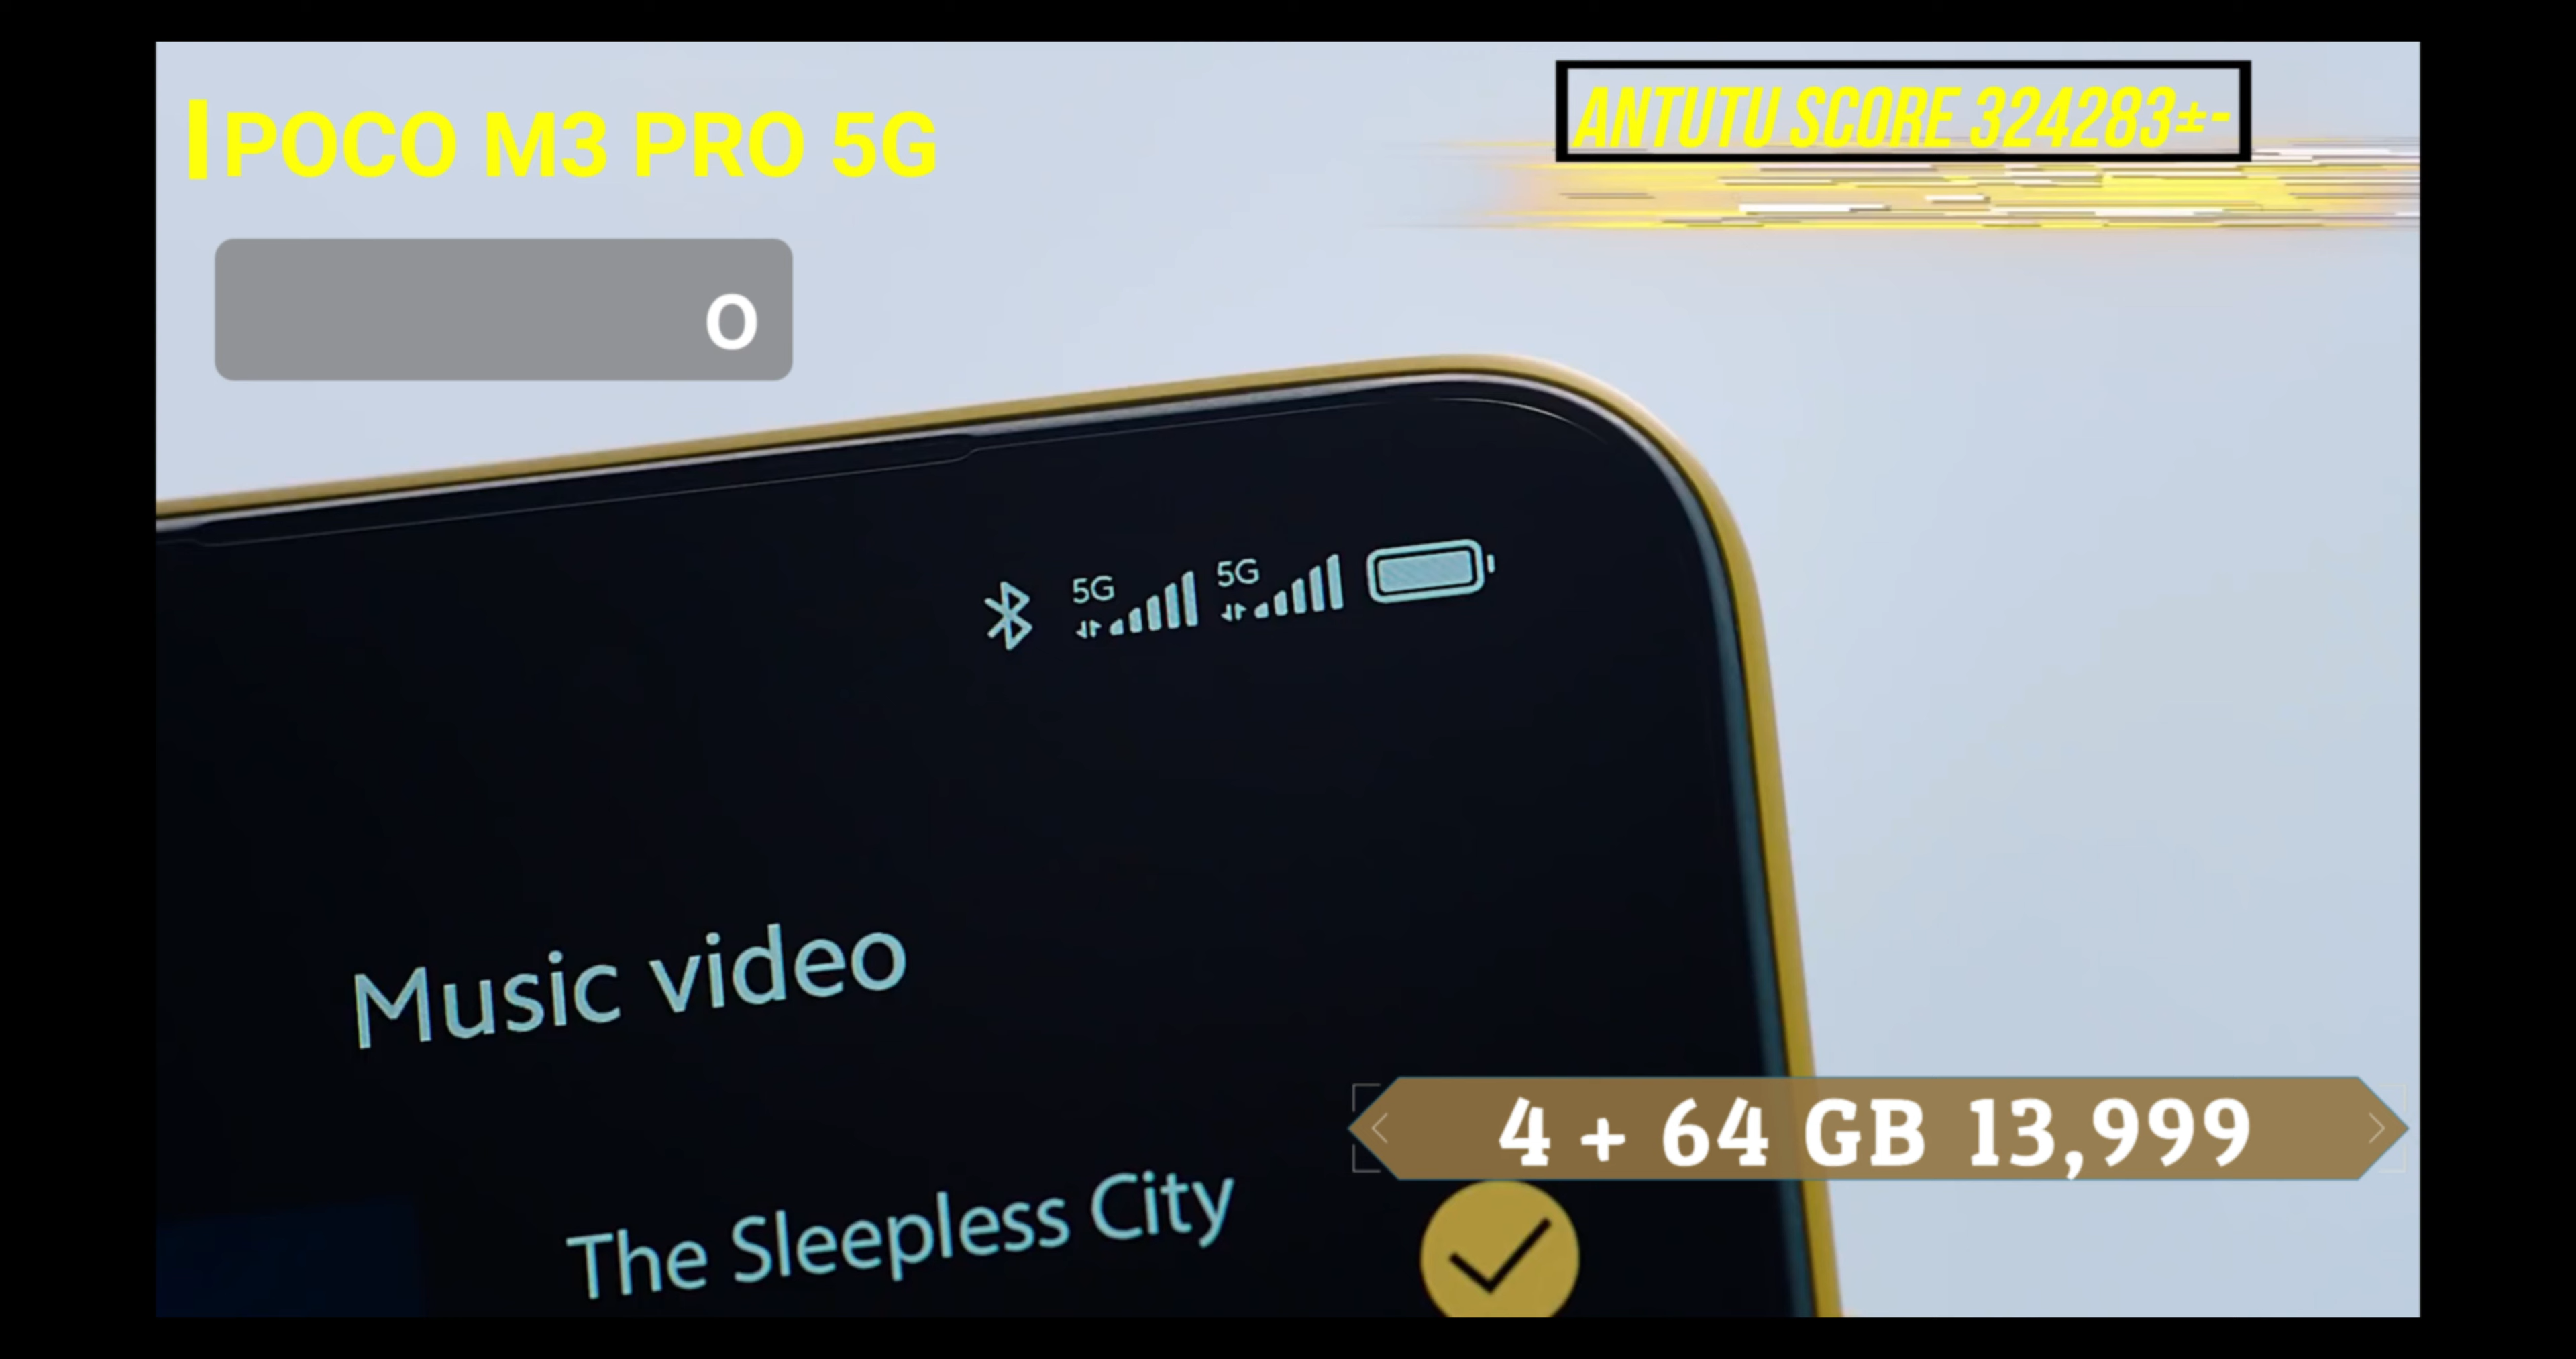 POCO M3 PRO 5G
ANTUTU SCORE 324283±-
O
5G 5G
Music video
The Sleepless City
4 + 64 GB 13,999